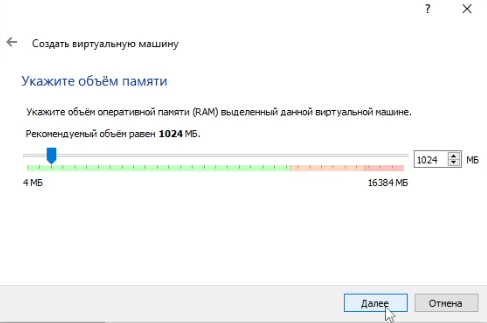 ?
Создать виртуальную машину
Укажите объём памяти
Укажите объём оперативной памяти (RAM) выделенный данной виртуальной машине.
Рекомендуемый объём равен 1024 МБ.
1024 МБ
4 МБ 16384 МБ
Далее Отмена